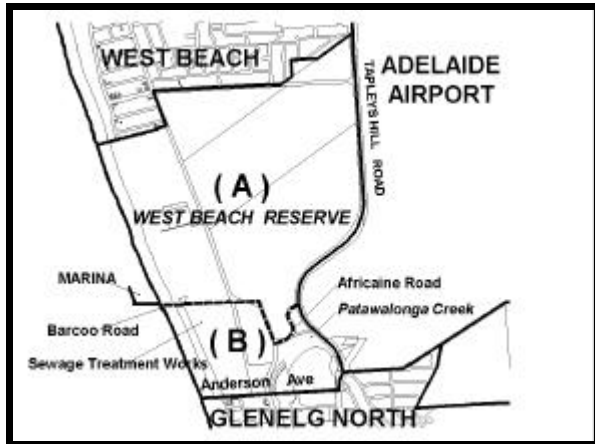 WEST BEACH
ADELAIDE
AIRPORT
TAPLEYS HILL ROAD
( A )
WEST BEACH RESERVE
MARINA
Africaine Road
Patawalonga Creek
Barcoo Road
( B )
Sewage Treatment Works
Anderson Ave
GLENELG NORTH